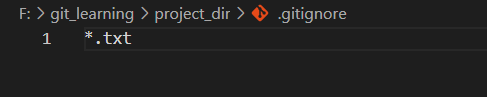 F: > git_learning > project_dir > .gitignore
1 *.txt